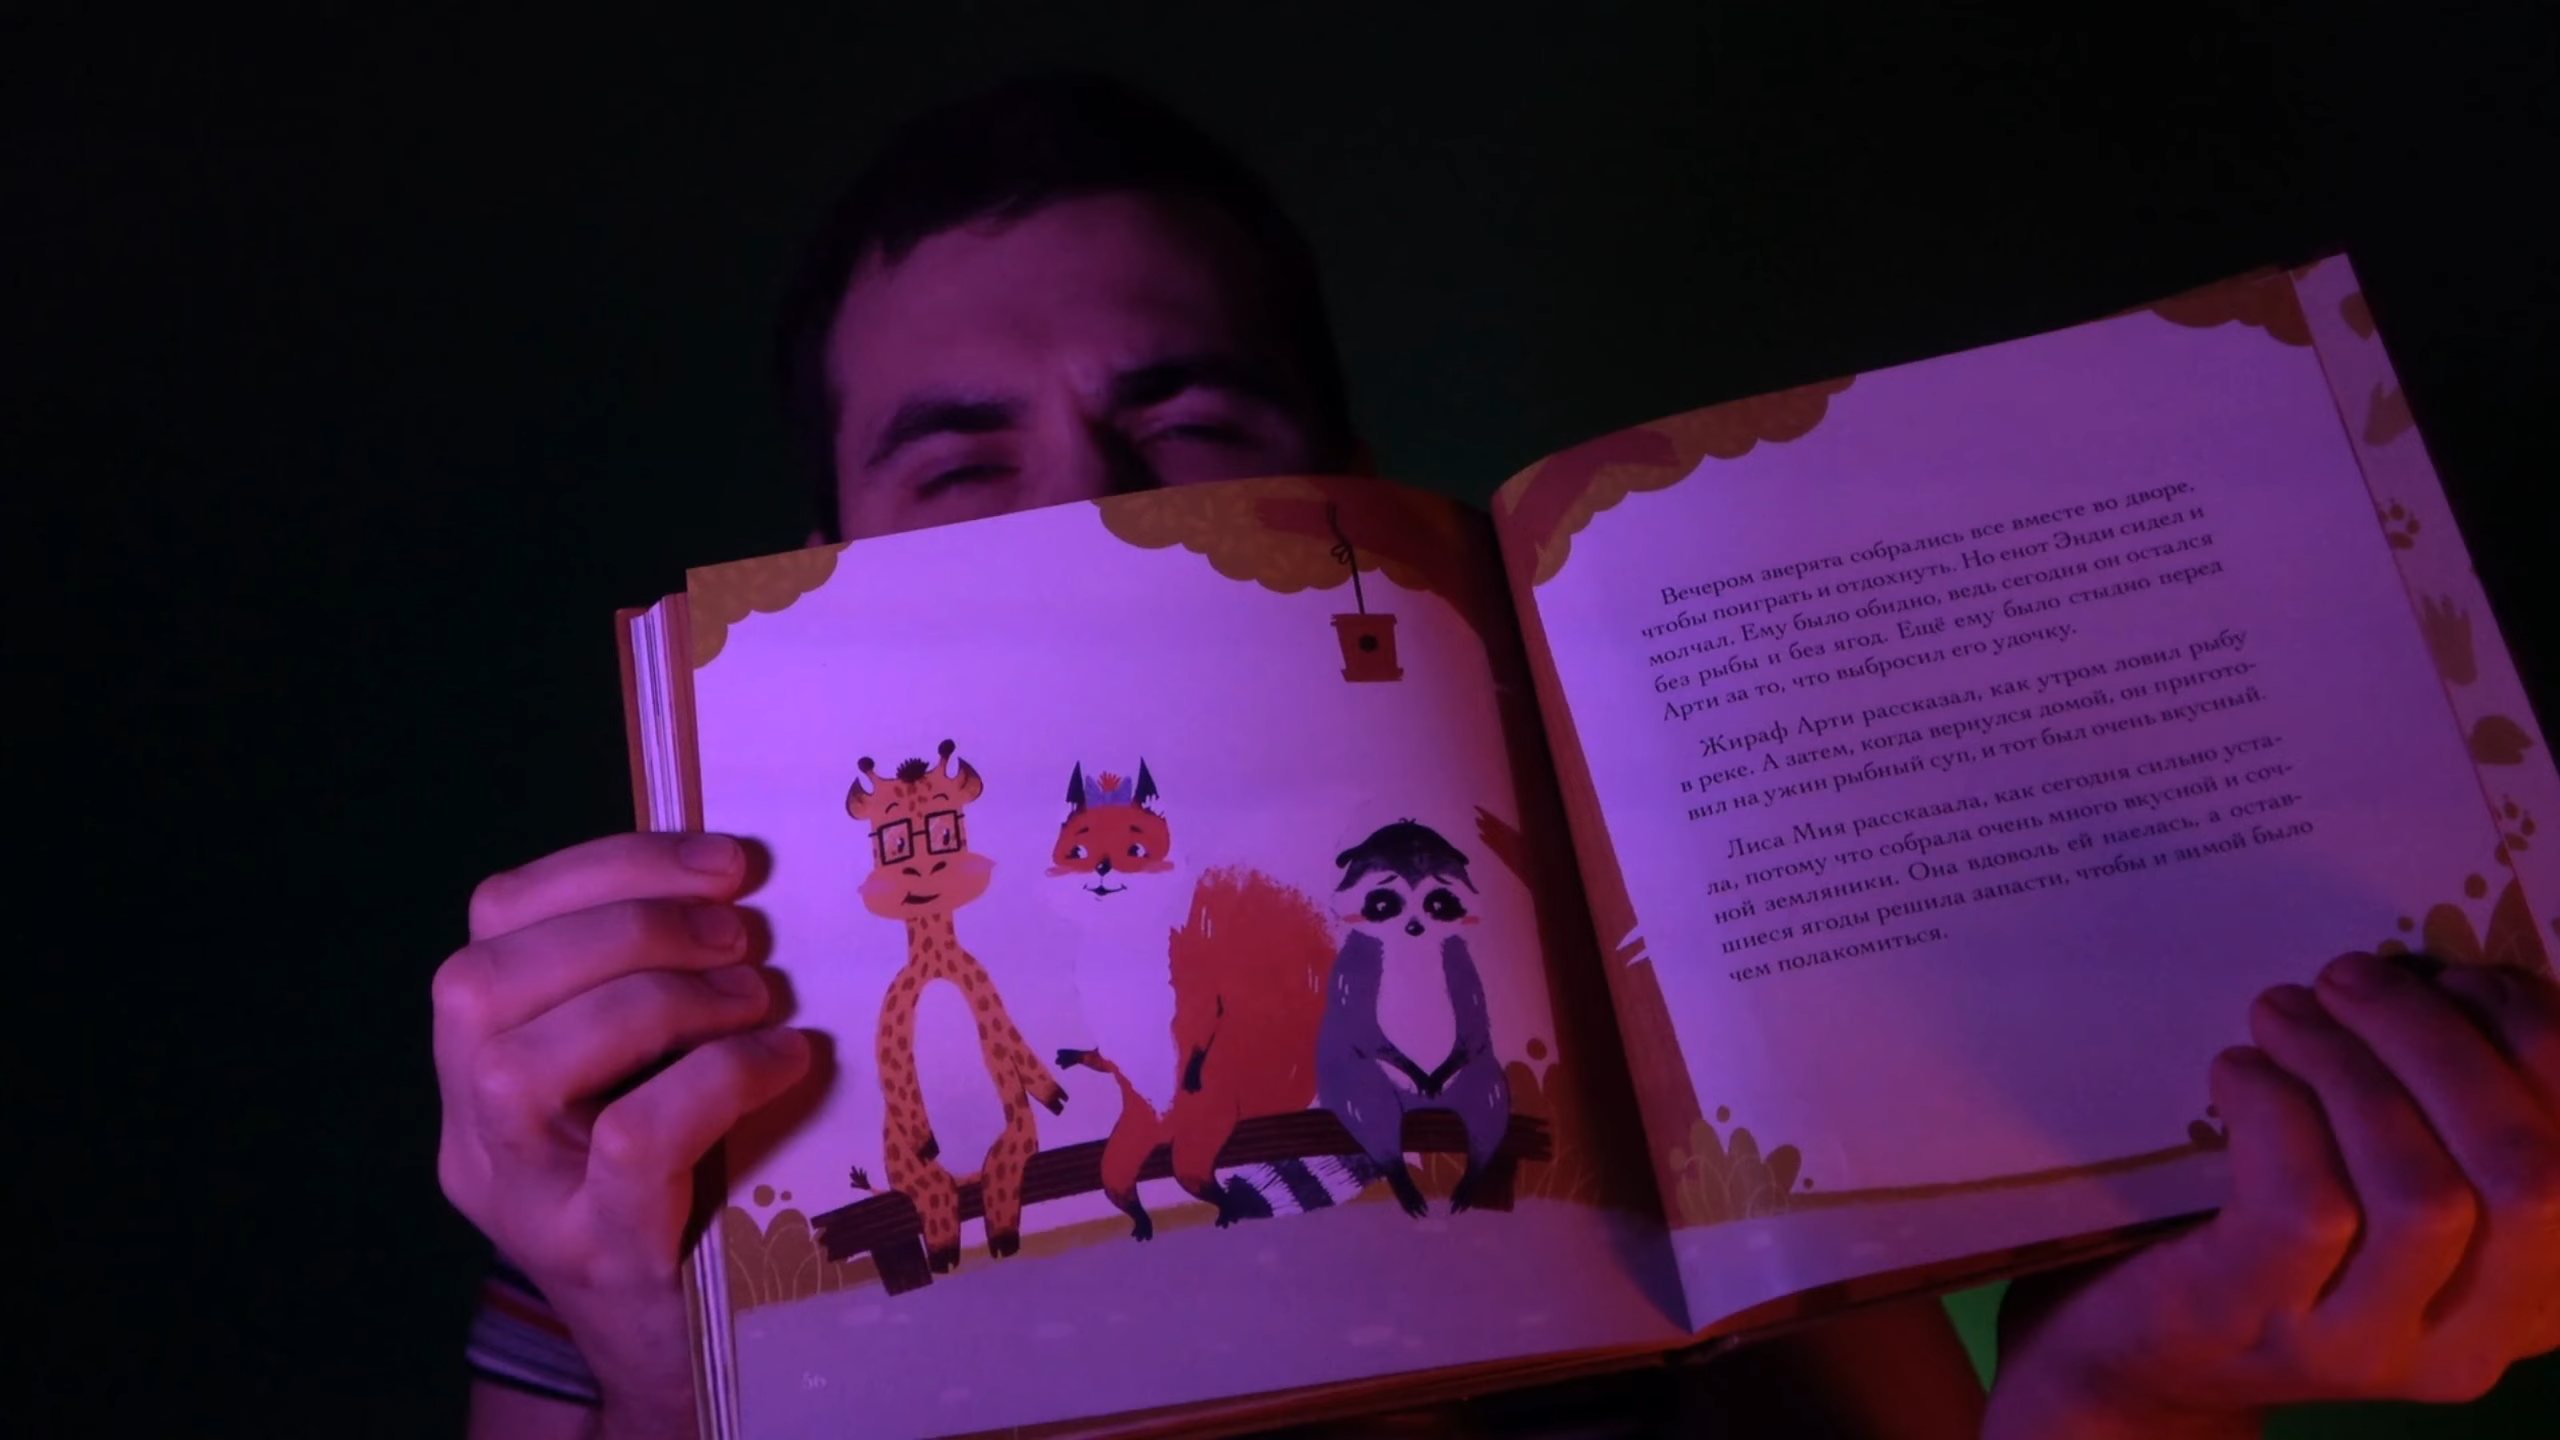 Вечером зверята собрались все вместе во дворе,
чтобы поиграть и отдохнуть. Но енот Энди сидел и
молчал. Ему было обидно, ведь сегодня он остался
без рыбы и без ягод. Ещё ему было стыдно перед
Арти за то, что выбросил его удочку.
Жираф Арти рассказал, как утром ловил рыбу
в реке. А затем, когда вернулся домой, он пригото-
вил на ужин рыбный суп, и тот был очень вкусный.
Лиса Мия рассказала, как сегодня сильно уста-
ла, потому что собрала очень много вкусной и соч-
ной земляники. Она вдоволь ей наелась, а остав-
шиеся ягоды решила запасти, чтобы и зимой было
чем полакомиться.